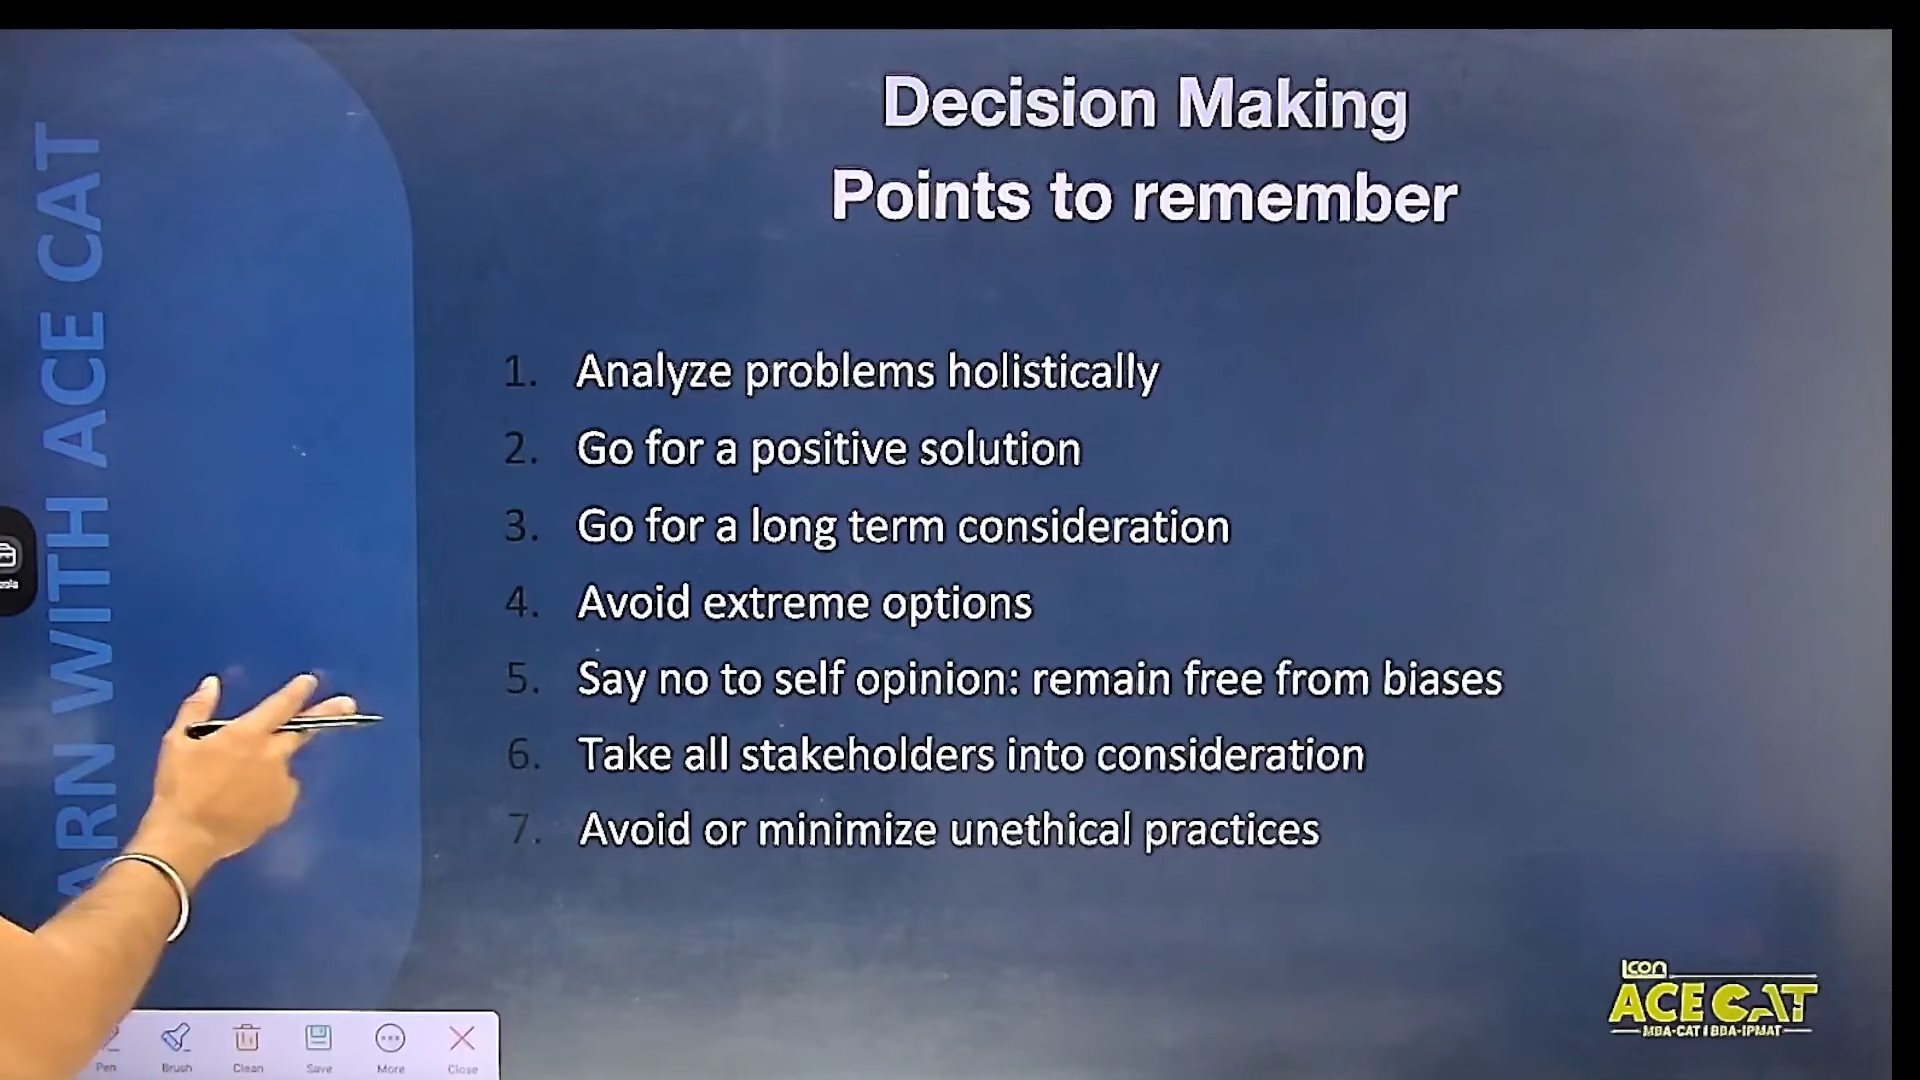 Decision Making
Points to remember
1. Analyze problems holistically
2. Go for a positive solution
3. Go for a long term consideration
4. Avoid extreme options
5. Say no to self opinion: remain free from biases
6. Take all stakeholders into consideration
7. Avoid or minimize unethical practices
ARN WITH ACE CAT
Icon
ACE CAT
MBA-CAT I BBA-IPMAT
Pen Brush Clean Save More Close